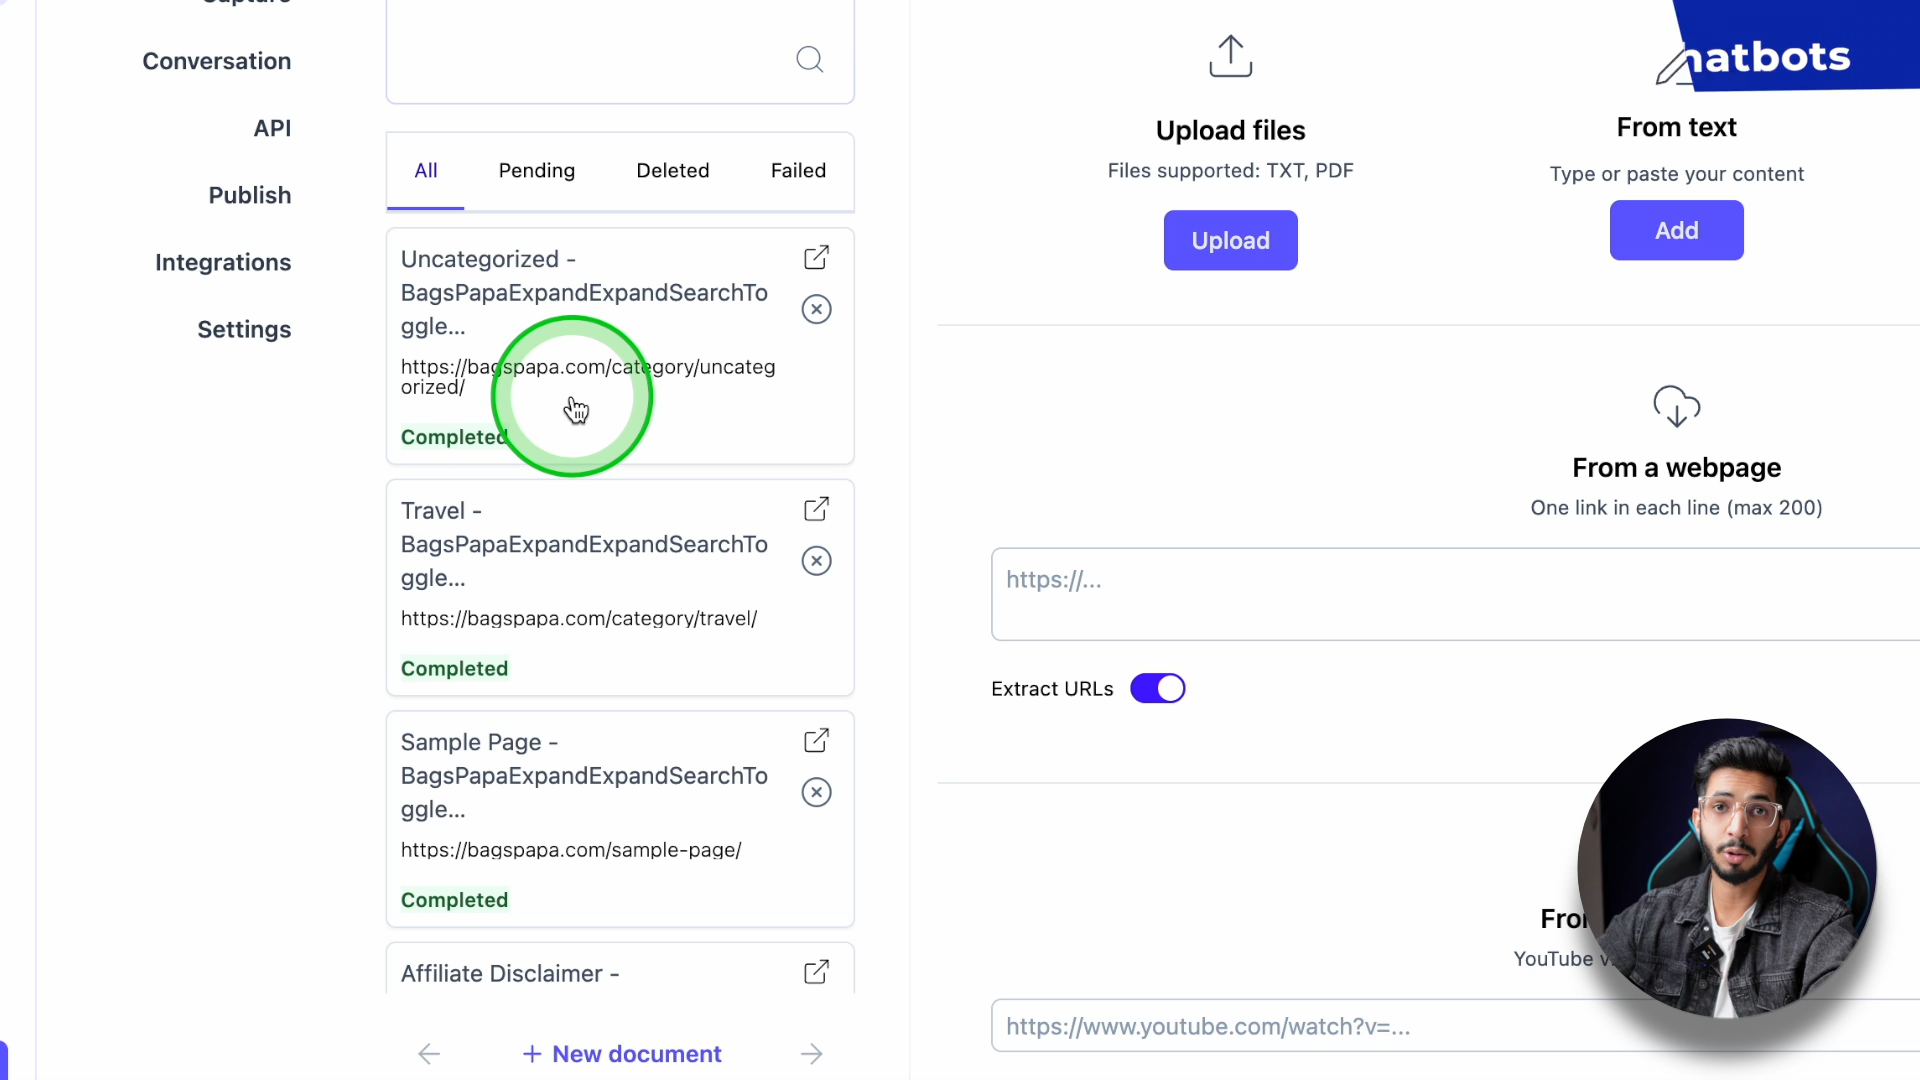 Conversation
API
Publish
Integrations
Settings
All
Pending
Deleted
Failed
Uncategorized -
BagsPapaExpandExpandSearchTo
ggle...
https://bagspapa.com/category/uncateg
orized/
Completed
Travel -
BagsPapaExpandExpandSearchTo
ggle...
https://bagspapa.com/category/travel/
Completed
Sample Page -
BagsPapaExpandExpandSearchTo
ggle...
https://bagspapa.com/sample-page/
Completed
Affiliate Disclaimer -
+ New document
Upload files
Files supported: TXT, PDF
Upload
hatbots
From text
Type or paste your content
Add
From a webpage
One link in each line (max 200)
https://...
Extract URLs
YouTube
https://www.youtube.com/watch?v=...